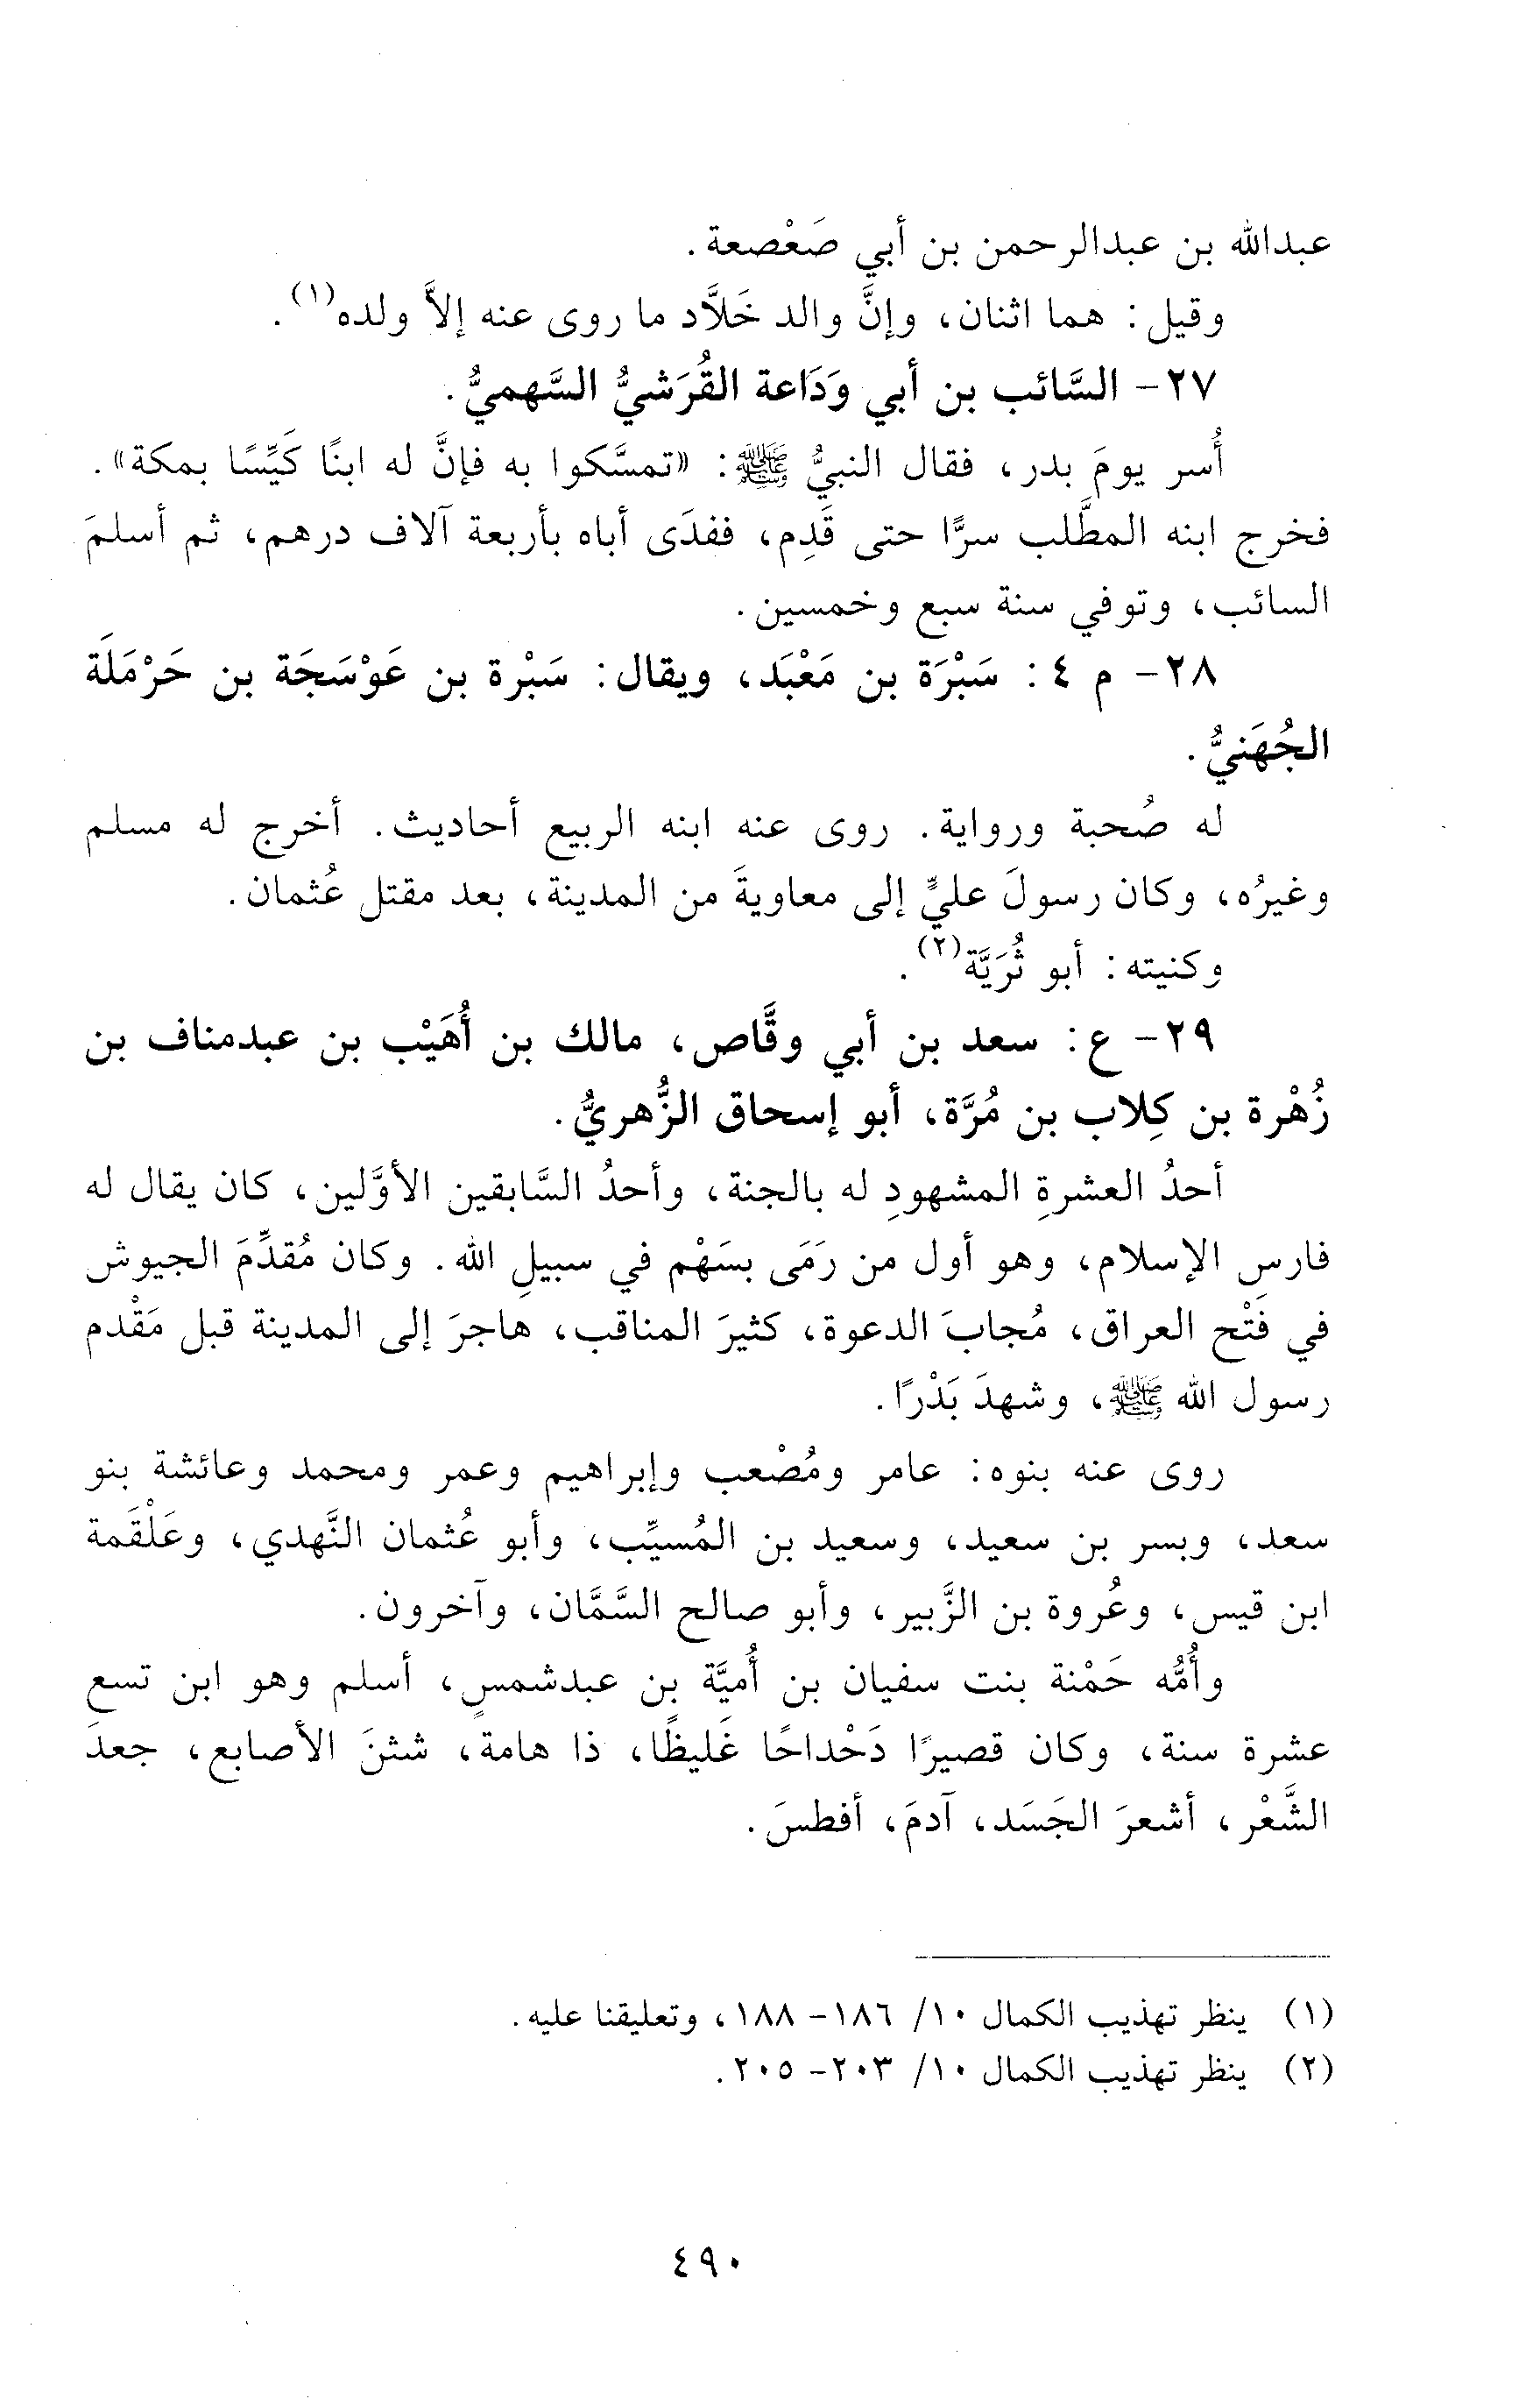 عبدالله بن عبدالرحمن بن أبي صَعْصعة.
وقيل: هما اثنان، وإنَّ والد خَلاَّد ما روى عنه إلاَّ ولده(١).
٢٧- السَّائب بن أبي وَدَاعة القُرَشيُّ السَّهميُّ.
أُسر يومَ بدر، فقال النبيُّ ﷺ: «تمسَّكوا به فإنَّ له ابنًا كَيِّسًا بمكة».
فخرج ابنه المطَّلب سرًّا حتى قَدِم، ففدَى أباه بأربعة آلاف درهم، ثم أسلمَ
السائب، وتوفي سنة سبع وخمسين.
٢٨- م ٤: سَبْرَة بن مَعْبَد، ويقال: سَبْرة بن عَوْسَجَة بن حَرْمَلَة
الجُهَنيُّ.
له صُحبة ورواية. روى عنه ابنه الربيع أحاديث. أخرج له مسلم
وغيرُه، وكان رسولَ عليٍّ إلى معاويةَ من المدينة، بعد مقتل عُثمان.
وكنيته: أبو ثُرَيَّة(٢).
٢٩- ع: سعد بن أبي وقَّاص، مالك بن أُهَيْب بن عبدمناف بن
زُهْرة بن كِلاب بن مُرَّة، أبو إسحاق الزُّهريُّ.
أحدُ العشرةِ المشهودِ له بالجنة، وأحدُ السَّابقين الأوَّلين، كان يقال له
فارسِ الإسلام، وهو أول من رَمَى بسَهْم في سبيلِ الله. وكان مُقدَّمَ الجيوش
في فَتْح العراق، مُجابَ الدعوة، كثيرَ المناقب، هاجرَ إلى المدينة قبل مَقْدم
رسول الله ﷺ، وشهدَ بَدْرًا.
روى عنه بنوه: عامر ومُصْعب وإبراهيم وعمر ومحمد وعائشة بنو
سعد، وبسر بن سعيد، وسعيد بن المُسيِّب، وأبو عُثمان النَّهدي، وعَلْقَمة
ابن قيس، وعُروة بن الزَّبير، وأبو صالح السَّمَّان، وآخرون.
وأُمُّه حَمْنة بنت سفيان بن أُميَّة بن عبدشمسٍ، أسلم وهو ابن تسع
عشرة سنة، وكان قصيرًا دَحْداحًا غَليظًا، ذا هامة، شثنَ الأصابع، جعدَ
الشَّعْر، أشعرَ الجَسَد، آدمَ، أفطسَ.
(١) ينظر تهذيب الكمال ١٠/ ١٨٦- ١٨٨، وتعليقنا عليه.
(٢) ينظر تهذيب الكمال ١٠/ ٢٠٣- ٢٠٥.
٤٩٠